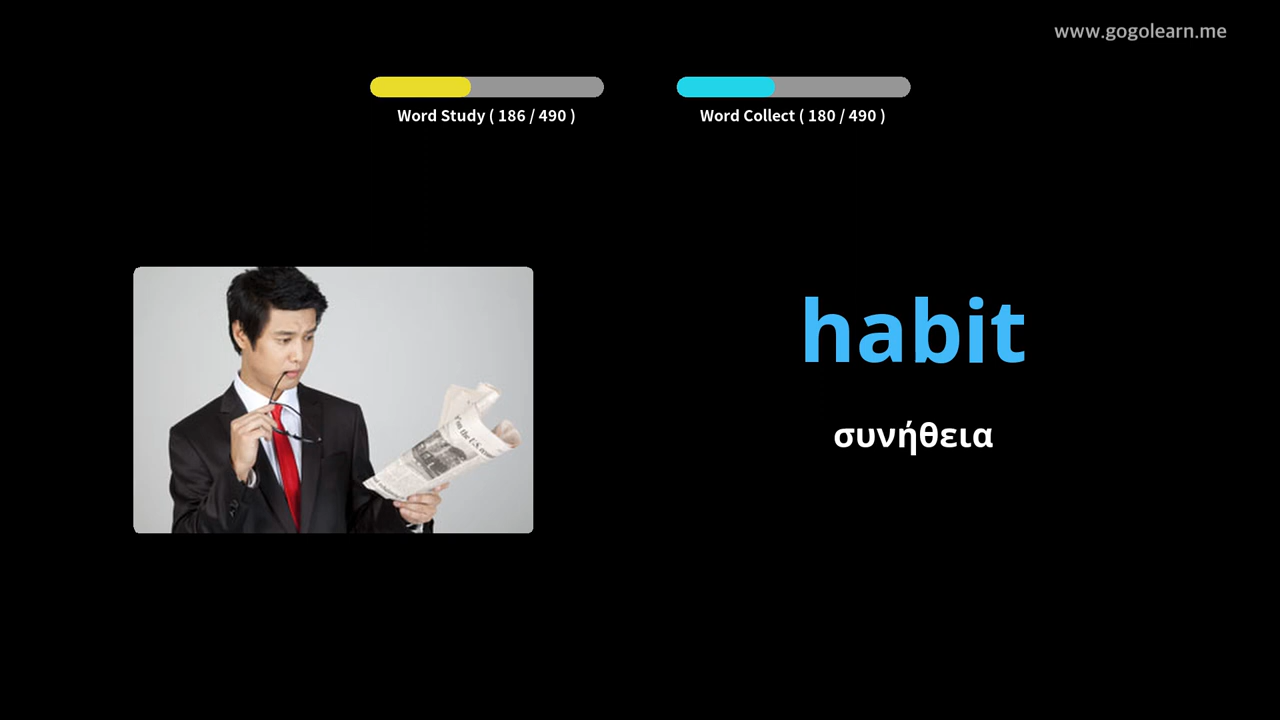 www.gogolearn.me
Word Study ( 186 / 490 )
Word Collect ( 180 / 490 )
habit
συνήθεια